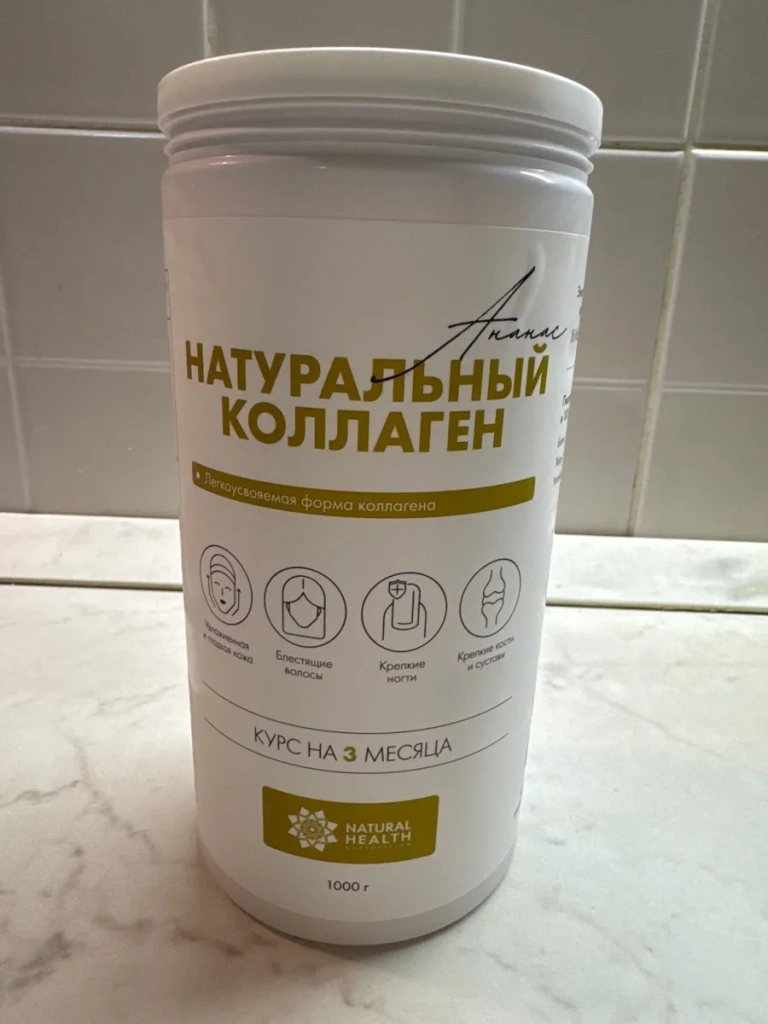 Ананас
НАТУРАЛЬНЫЙ
КОЛЛАГЕН
• Легкоусвояемая форма коллагена
Увлажненная
и гладкая кожа
Блестящие
волосы
Крепкие
ногти
Крепкие кости
и суставы
КУРС НА 3 МЕСЯЦА
NATURAL
HEALTH
1000 г